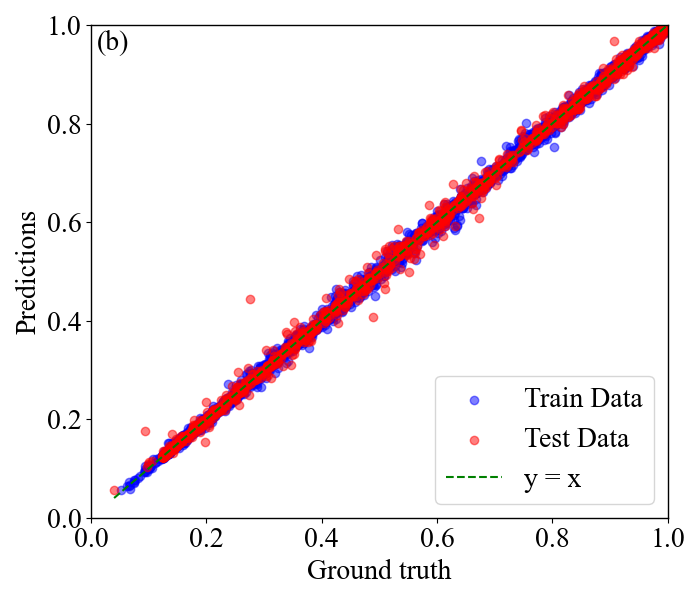 (b)
1.0
0.8
0.6
0.4
0.2
0.0
Predictions
0.0 0.2 0.4 0.6 0.8 1.0
Ground truth
Train Data
Test Data
y = x